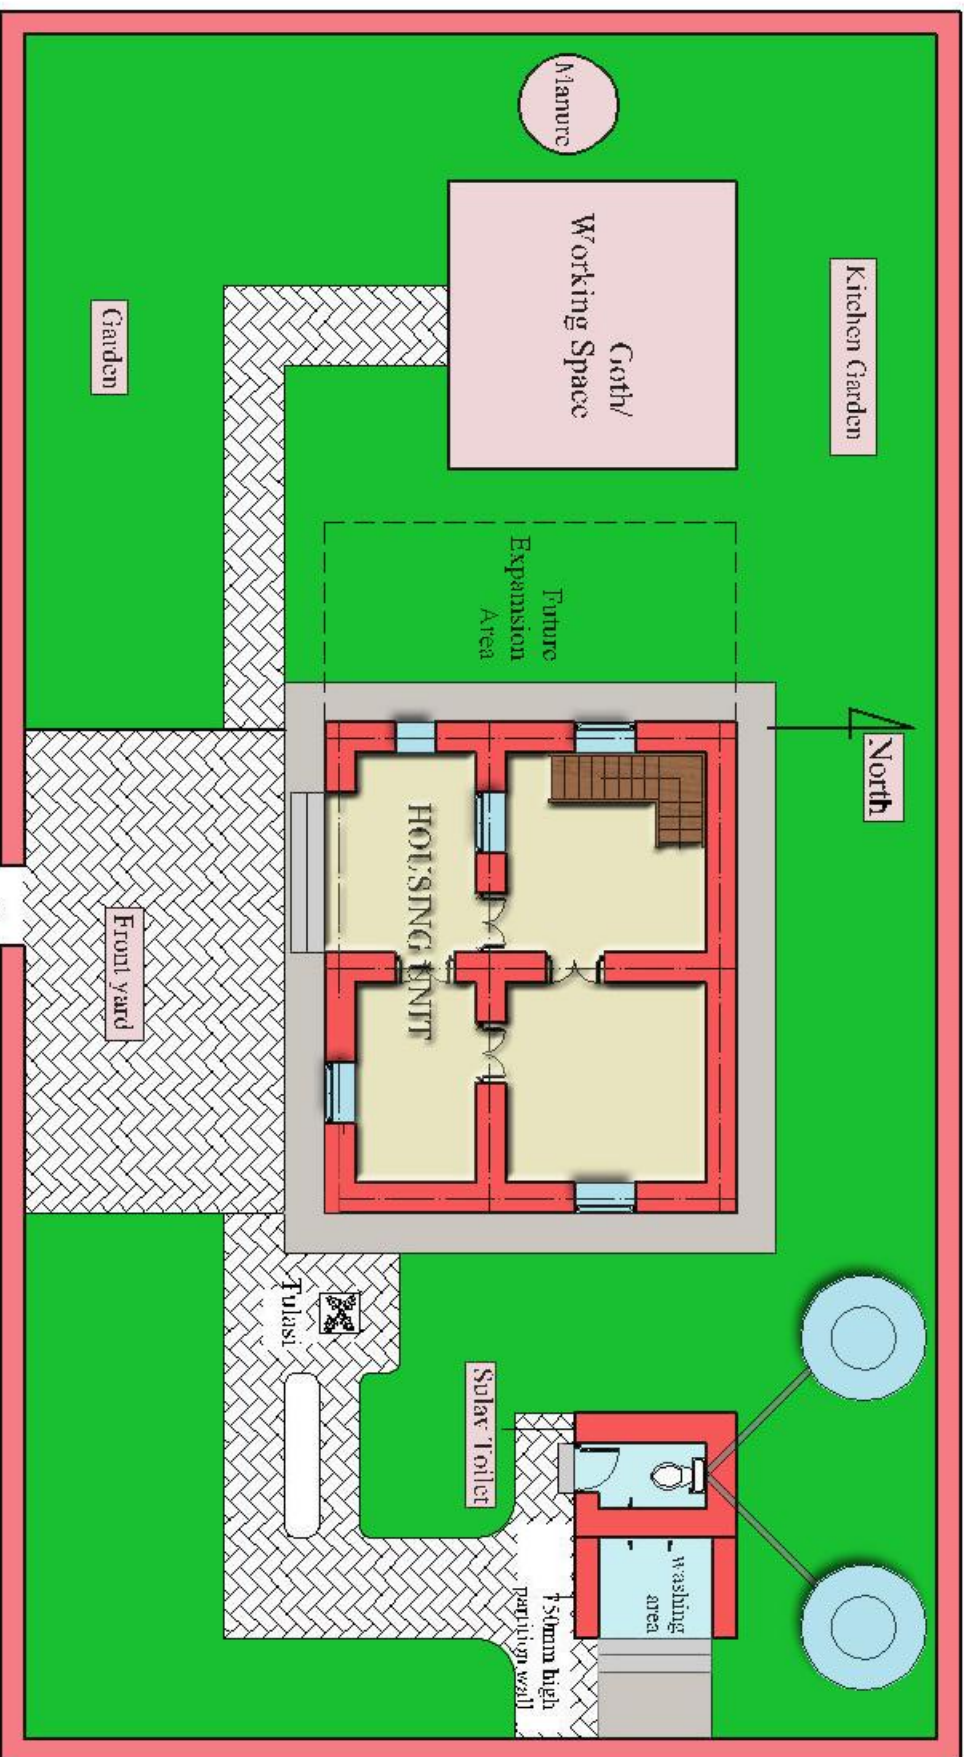 Manure
Goth/
Working Space
Kitchen Garden
Garden
Future
Expamsion
Area
North
HOUSING UNIT
Front yard
Tulasi
Sulav Toilet
washing
area
750mm high
partition wall